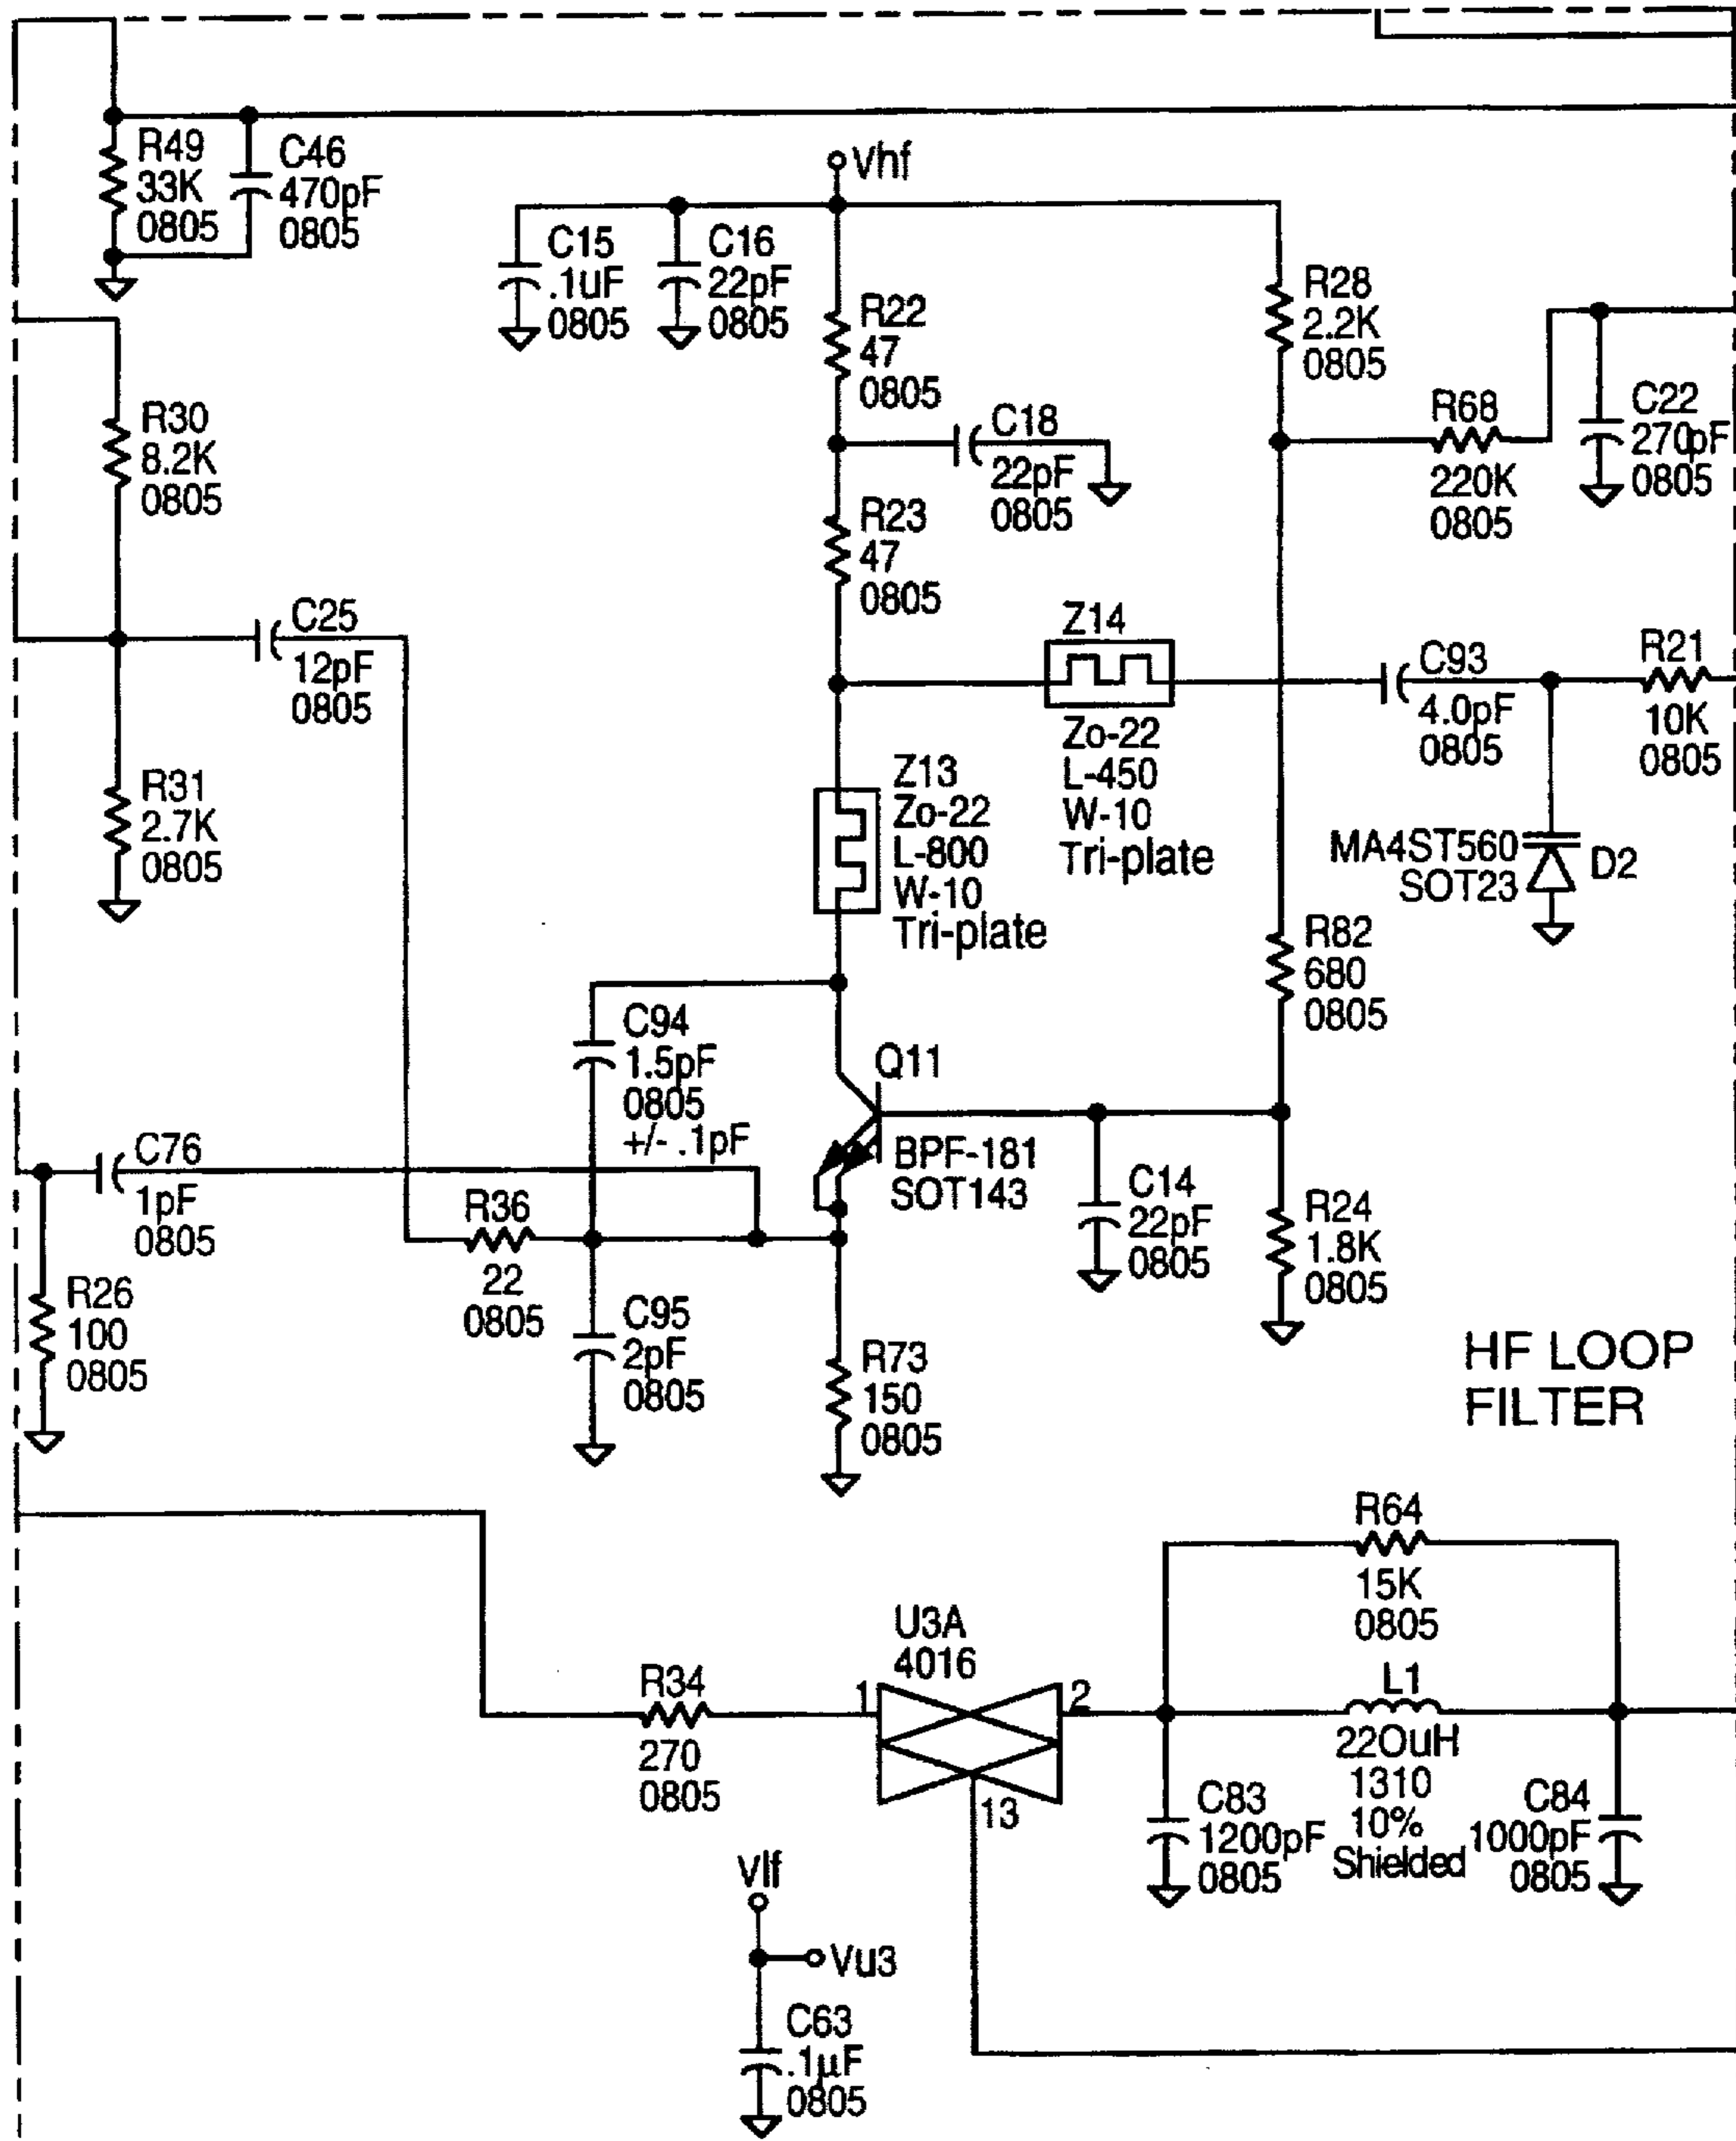 R49
33K
0805
C46
470pF
0805
Vhf
C15
.1uF
0805
C16
22pF
0805
R22
47
0805
R28
2.2K
0805
R30
8.2K
0805
C18
22pF
0805
R68
220K
0805
C22
270pF
0805
R23
47
0805
C25
12pF
0805
Z14
Zo-22
L-450
W-10
Tri-plate
C93
4.0pF
0805
R21
10K
0805
R31
2.7K
0805
Z13
Zo-22
L-800
W-10
Tri-plate
MA4ST560
SOT23
D2
R82
680
0805
C94
1.5pF
0805
+/- .1pF
Q11
BPF-181
SOT143
C76
1pF
0805
R36
22
0805
C14
22pF
0805
R24
1.8K
0805
R26
100
0805
C95
2pF
0805
R73
150
0805
HF LOOP
FILTER
R64
15K
0805
U3A
4016
R34
270
0805
1
2
13
L1
22OuH
1310
10%
Shielded
C83
1200pF
0805
C84
1000pF
0805
Vlf
Vu3
C63
.1µF
0805